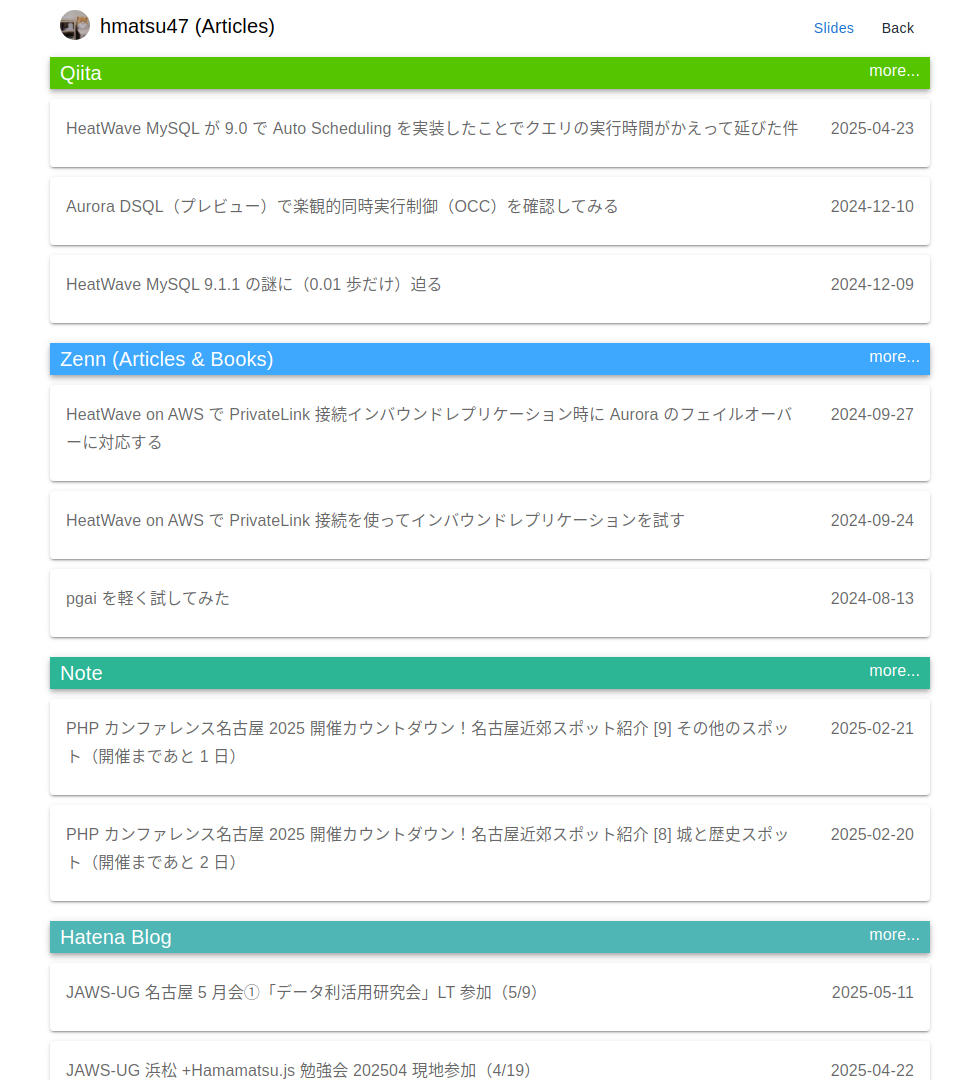 hmatsu47 (Articles)
Slides
Back
Qiita
more...
HeatWave MySQL が 9.0 で Auto Scheduling を実装したことでクエリの実行時間がかえって延びた件
2025-04-23
Aurora DSQL（プレビュー）で楽観的同時実行制御（OCC）を確認してみる
2024-12-10
HeatWave MySQL 9.1.1 の謎に（0.01 歩だけ）迫る
2024-12-09
Zenn (Articles & Books)
more...
HeatWave on AWS で PrivateLink 接続インバウンドレプリケーション時に Aurora のフェイルオーバ
ーに対応する
2024-09-27
HeatWave on AWS で PrivateLink 接続を使ってインバウンドレプリケーションを試す
2024-09-24
pgai を軽く試してみた
2024-08-13
Note
more...
PHP カンファレンス名古屋 2025 開催カウントダウン！名古屋近郊スポット紹介 [9] その他のスポッ
ト（開催まであと 1 日）
2025-02-21
PHP カンファレンス名古屋 2025 開催カウントダウン！名古屋近郊スポット紹介 [8] 城と歴史スポッ
ト（開催まであと 2 日）
2025-02-20
Hatena Blog
more...
JAWS-UG 名古屋 5 月会①「データ利活用研究会」LT 参加（5/9）
2025-05-11
JAWS-UG 浜松 +Hamamatsu.js 勉強会 202504 現地参加（4/19）
2025-04-22